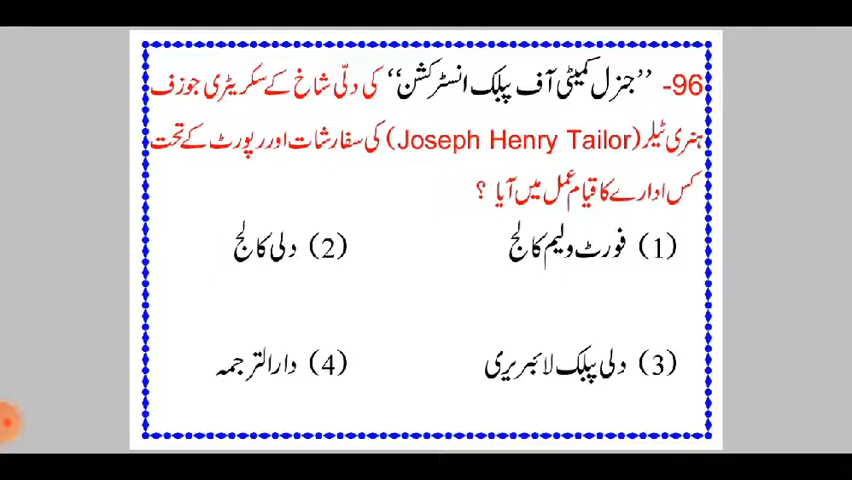 96- ’’جنرل کمیٹی آف پبلک انسٹرکشن‘‘ کی دلّی شاخ کے سکریٹری جوزف
ہنری ٹیلر (Joseph Henry Tailor) کی سفارشات اور رپورٹ کے تحت
کس ادارے کا قیام عمل میں آیا ؟
(1) فورٹ ولیم کالج (2) دلی کالج
(3) دلی پبلک لائبریری (4) دارالترجمہ